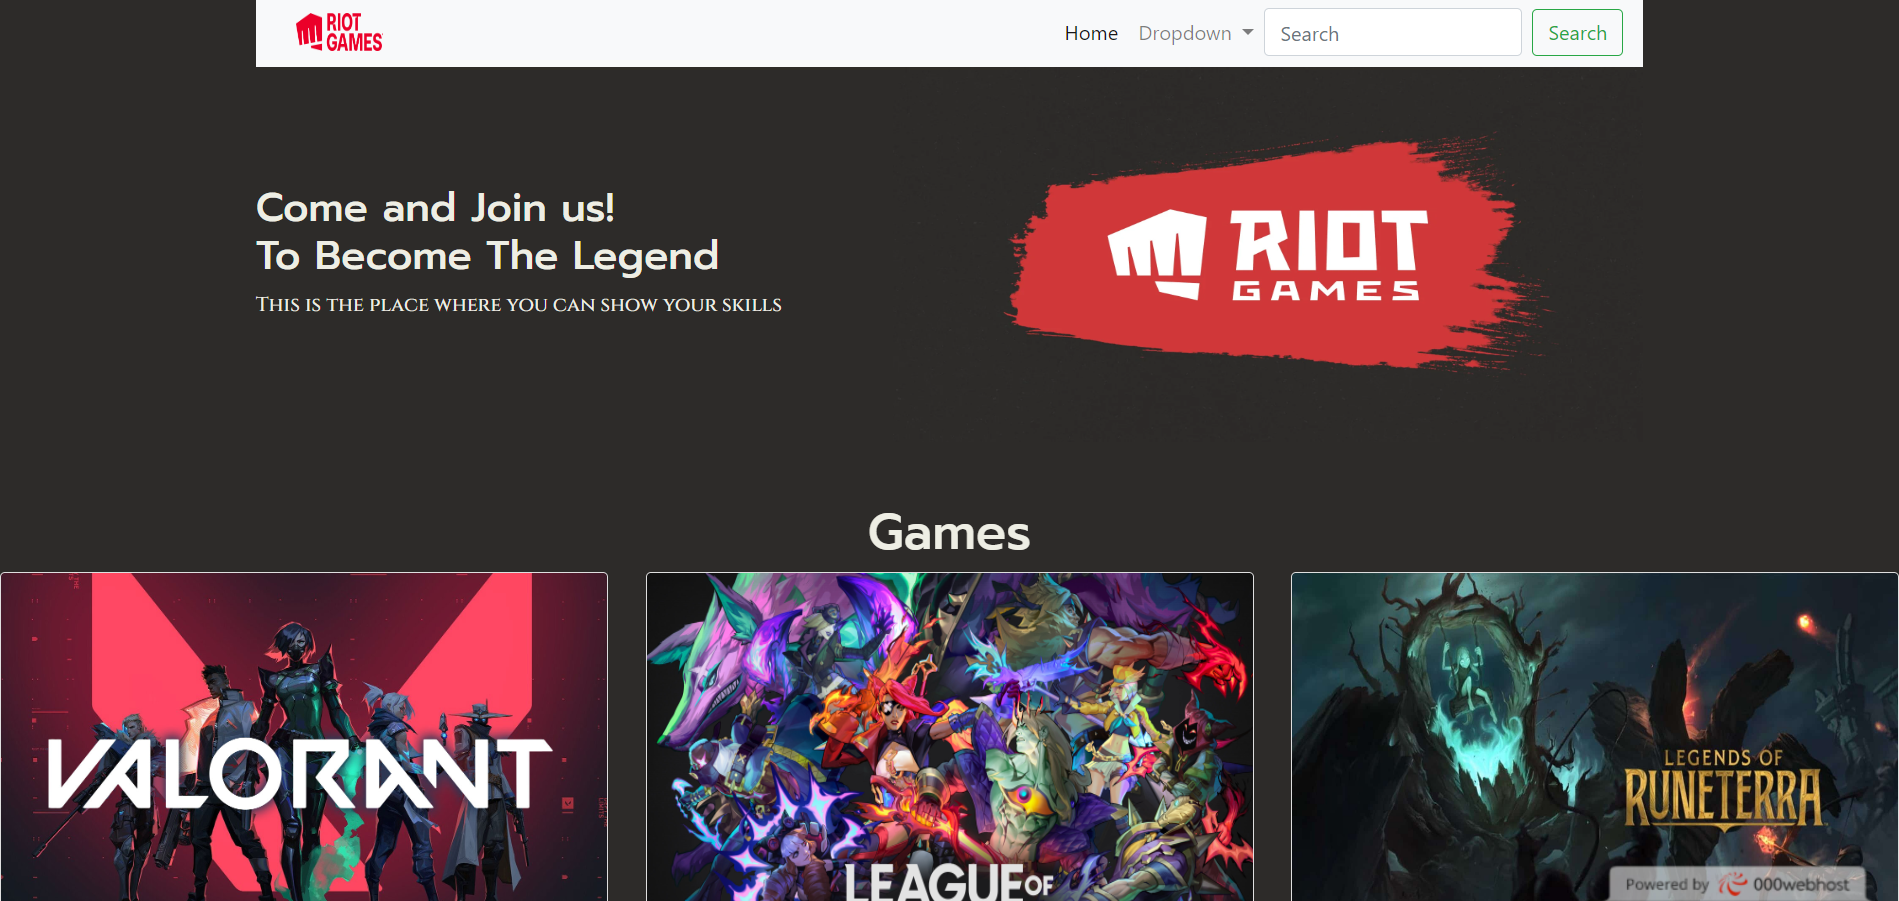 RIOT
GAMES
Home
Dropdown
Search
Search
Come and Join us!
To Become The Legend
This is the place where you can show your skills
RIOT
GAMES
Games
VALORANT
LEAGUE OF
LEGENDS OF
RUNETERRA
Powered by 000webhost